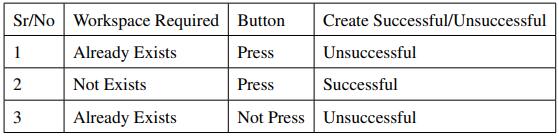 Sr/No Workspace Required Button Create Successful/Unsuccessful
1 Already Exists Press Unsuccessful
2 Not Exists Press Successful
3 Already Exists Not Press Unsuccessful